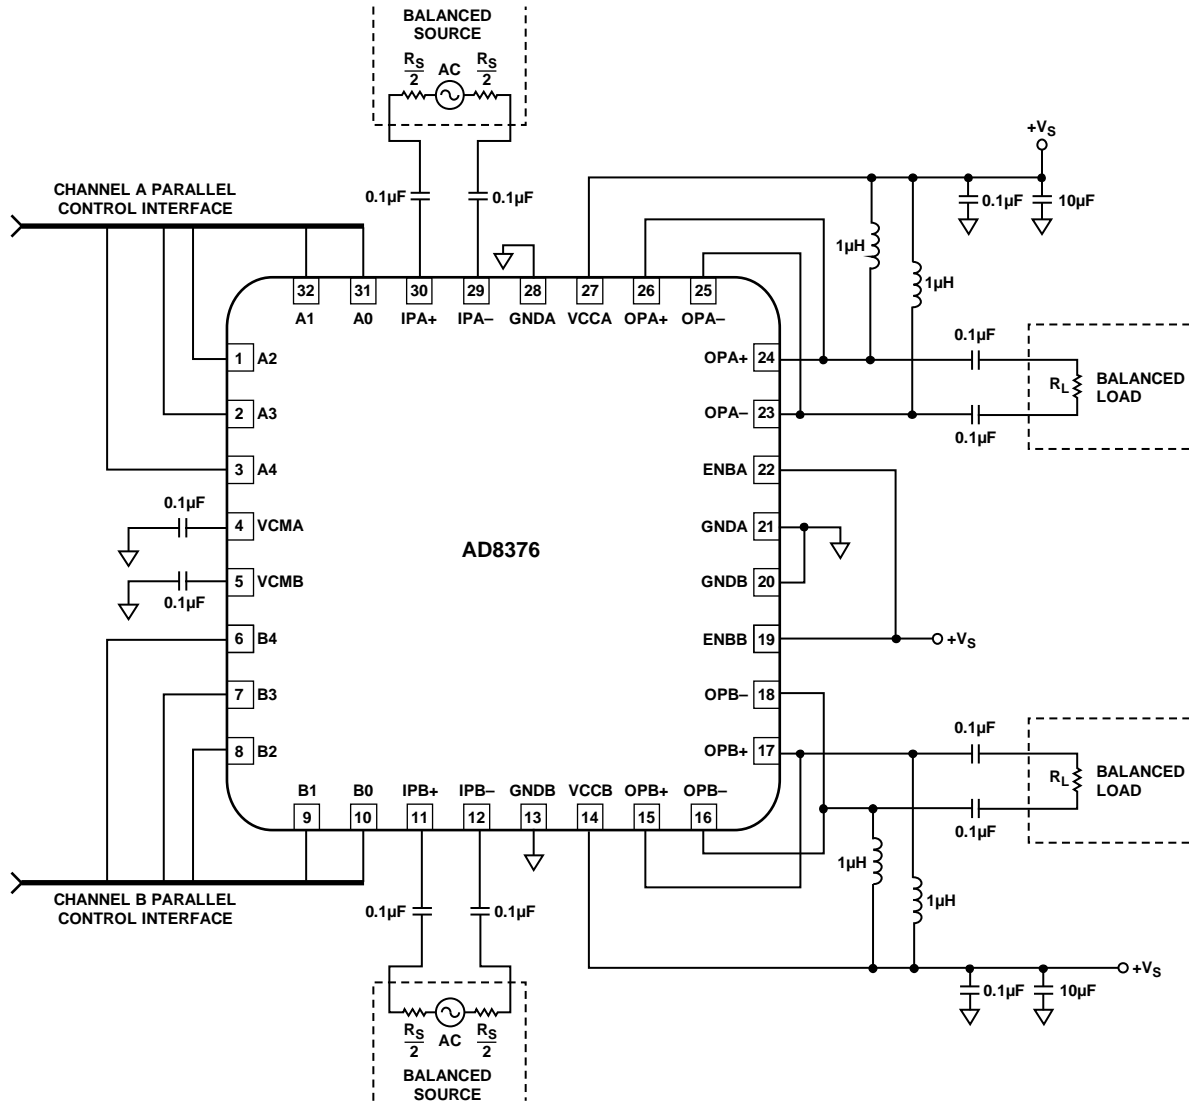 BALANCED
SOURCE
RS
2
AC
RS
2
+VS
0.1µF
0.1µF
0.1µF
10µF
CHANNEL A PARALLEL
CONTROL INTERFACE
1µH
1µH
32
31
30
29
28
27
26
25
A1
A0
IPA+
IPA–
GNDA
VCCA
OPA+
OPA–
1
A2
2
A3
3
A4
0.1µF
4
VCMA
5
VCMB
0.1µF
6
B4
7
B3
8
B2
AD8376
OPA+
24
OPA–
23
ENBA
22
GNDA
21
GNDB
20
ENBB
19
+VS
OPB–
18
OPB+
17
0.1µF
RL
BALANCED
LOAD
0.1µF
0.1µF
RL
BALANCED
LOAD
0.1µF
B1
B0
IPB+
IPB–
GNDB
VCCB
OPB+
OPB–
9
10
11
12
13
14
15
16
1µH
1µH
CHANNEL B PARALLEL
CONTROL INTERFACE
0.1µF
0.1µF
+VS
0.1µF
10µF
RS
2
AC
RS
2
BALANCED
SOURCE